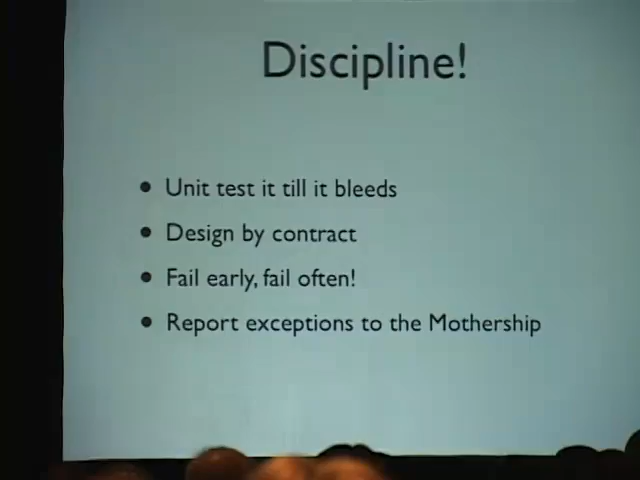 Discipline!
Unit test it till it bleeds
Design by contract
Fail early, fail often!
Report exceptions to the Mothership